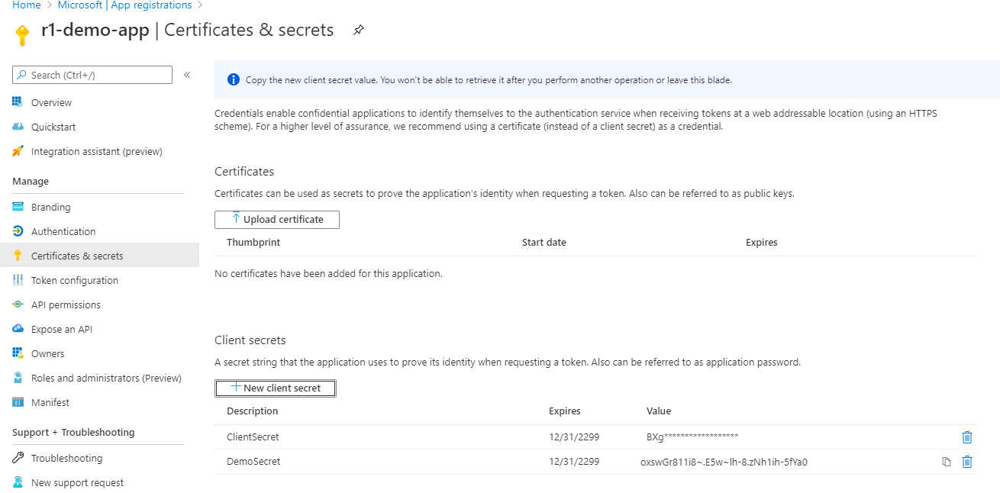 Home > Microsoft | App registrations >
r1-demo-app | Certificates & secrets
Search (Ctrl+/)
«
Overview
Quickstart
Integration assistant (preview)
Manage
Branding
Authentication
Certificates & secrets
Token configuration
API permissions
Expose an API
Owners
Roles and administrators (Preview)
Manifest
Support + Troubleshooting
Troubleshooting
New support request
Copy the new client secret value. You won't be able to retrieve it after you perform another operation or leave this blade.
Credentials enable confidential applications to identify themselves to the authentication service when receiving tokens at a web addressable location (using an HTTPS
scheme). For a higher level of assurance, we recommend using a certificate (instead of a client secret) as a credential.
Certificates
Certificates can be used as secrets to prove the application's identity when requesting a token. Also can be referred to as public keys.
Upload certificate
Thumbprint Start date Expires
No certificates have been added for this application.
Client secrets
A secret string that the application uses to prove its identity when requesting a token. Also can be referred to as application password.
New client secret
Description Expires Value
ClientSecret 12/31/2299 BXg******************
DemoSecret 12/31/2299 oxswGr811i8~.E5w~lh-8.zNh1ih-5fYa0